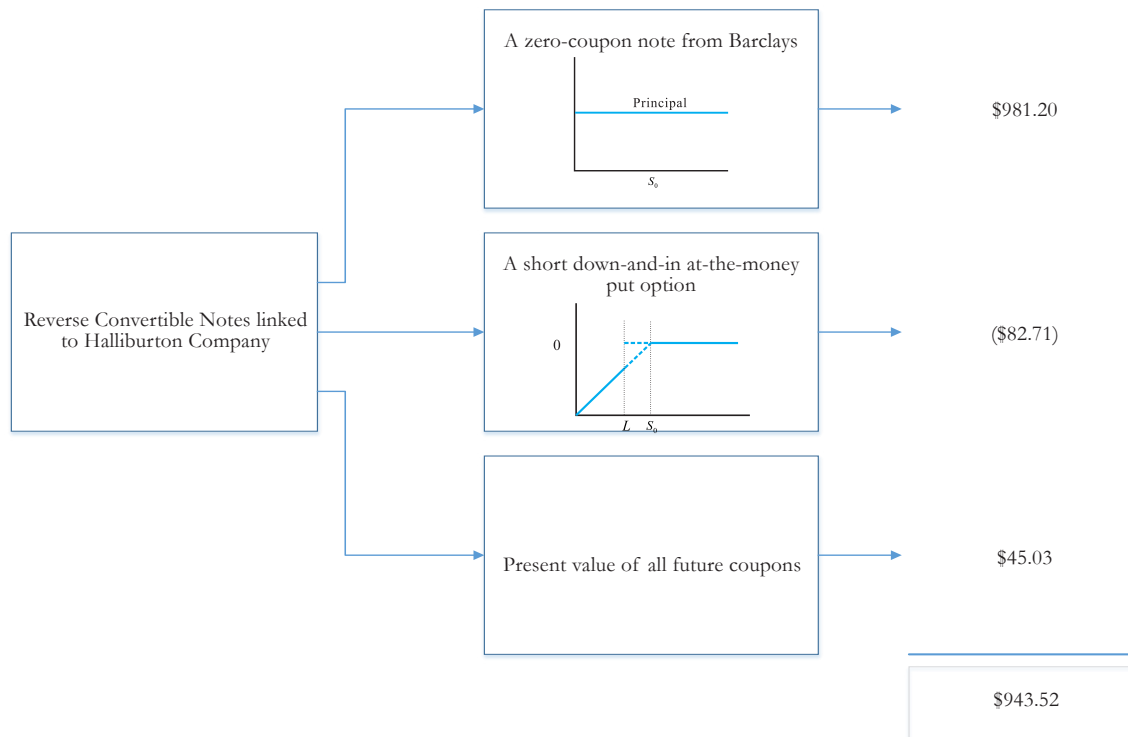 A zero-coupon note from Barclays
Principal
S₀
$981.20
Reverse Convertible Notes linked
to Halliburton Company
A short down-and-in at-the-money
put option
0
L S₀
($82.71)
Present value of all future coupons
$45.03
$943.52